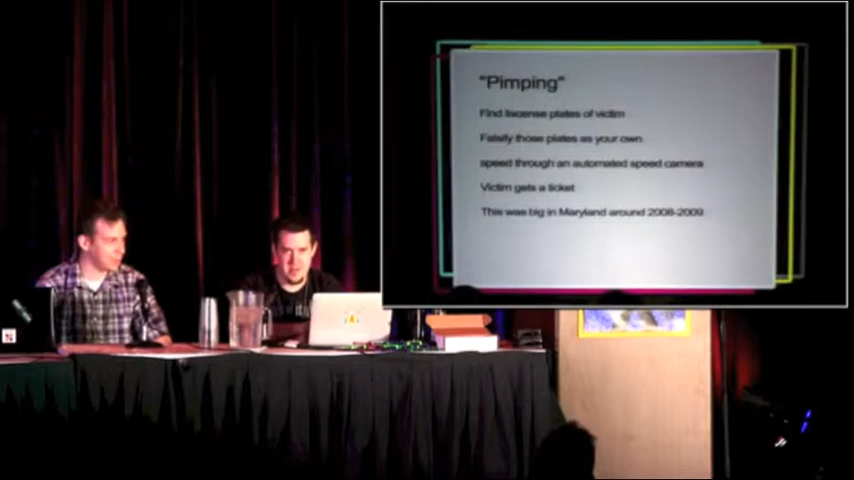 "Pimping"
Find liscense plates of victim
Falsify those plates as your own.
speed through an automated speed camera
Victim gets a ticket
This was big in Maryland around 2008-2009